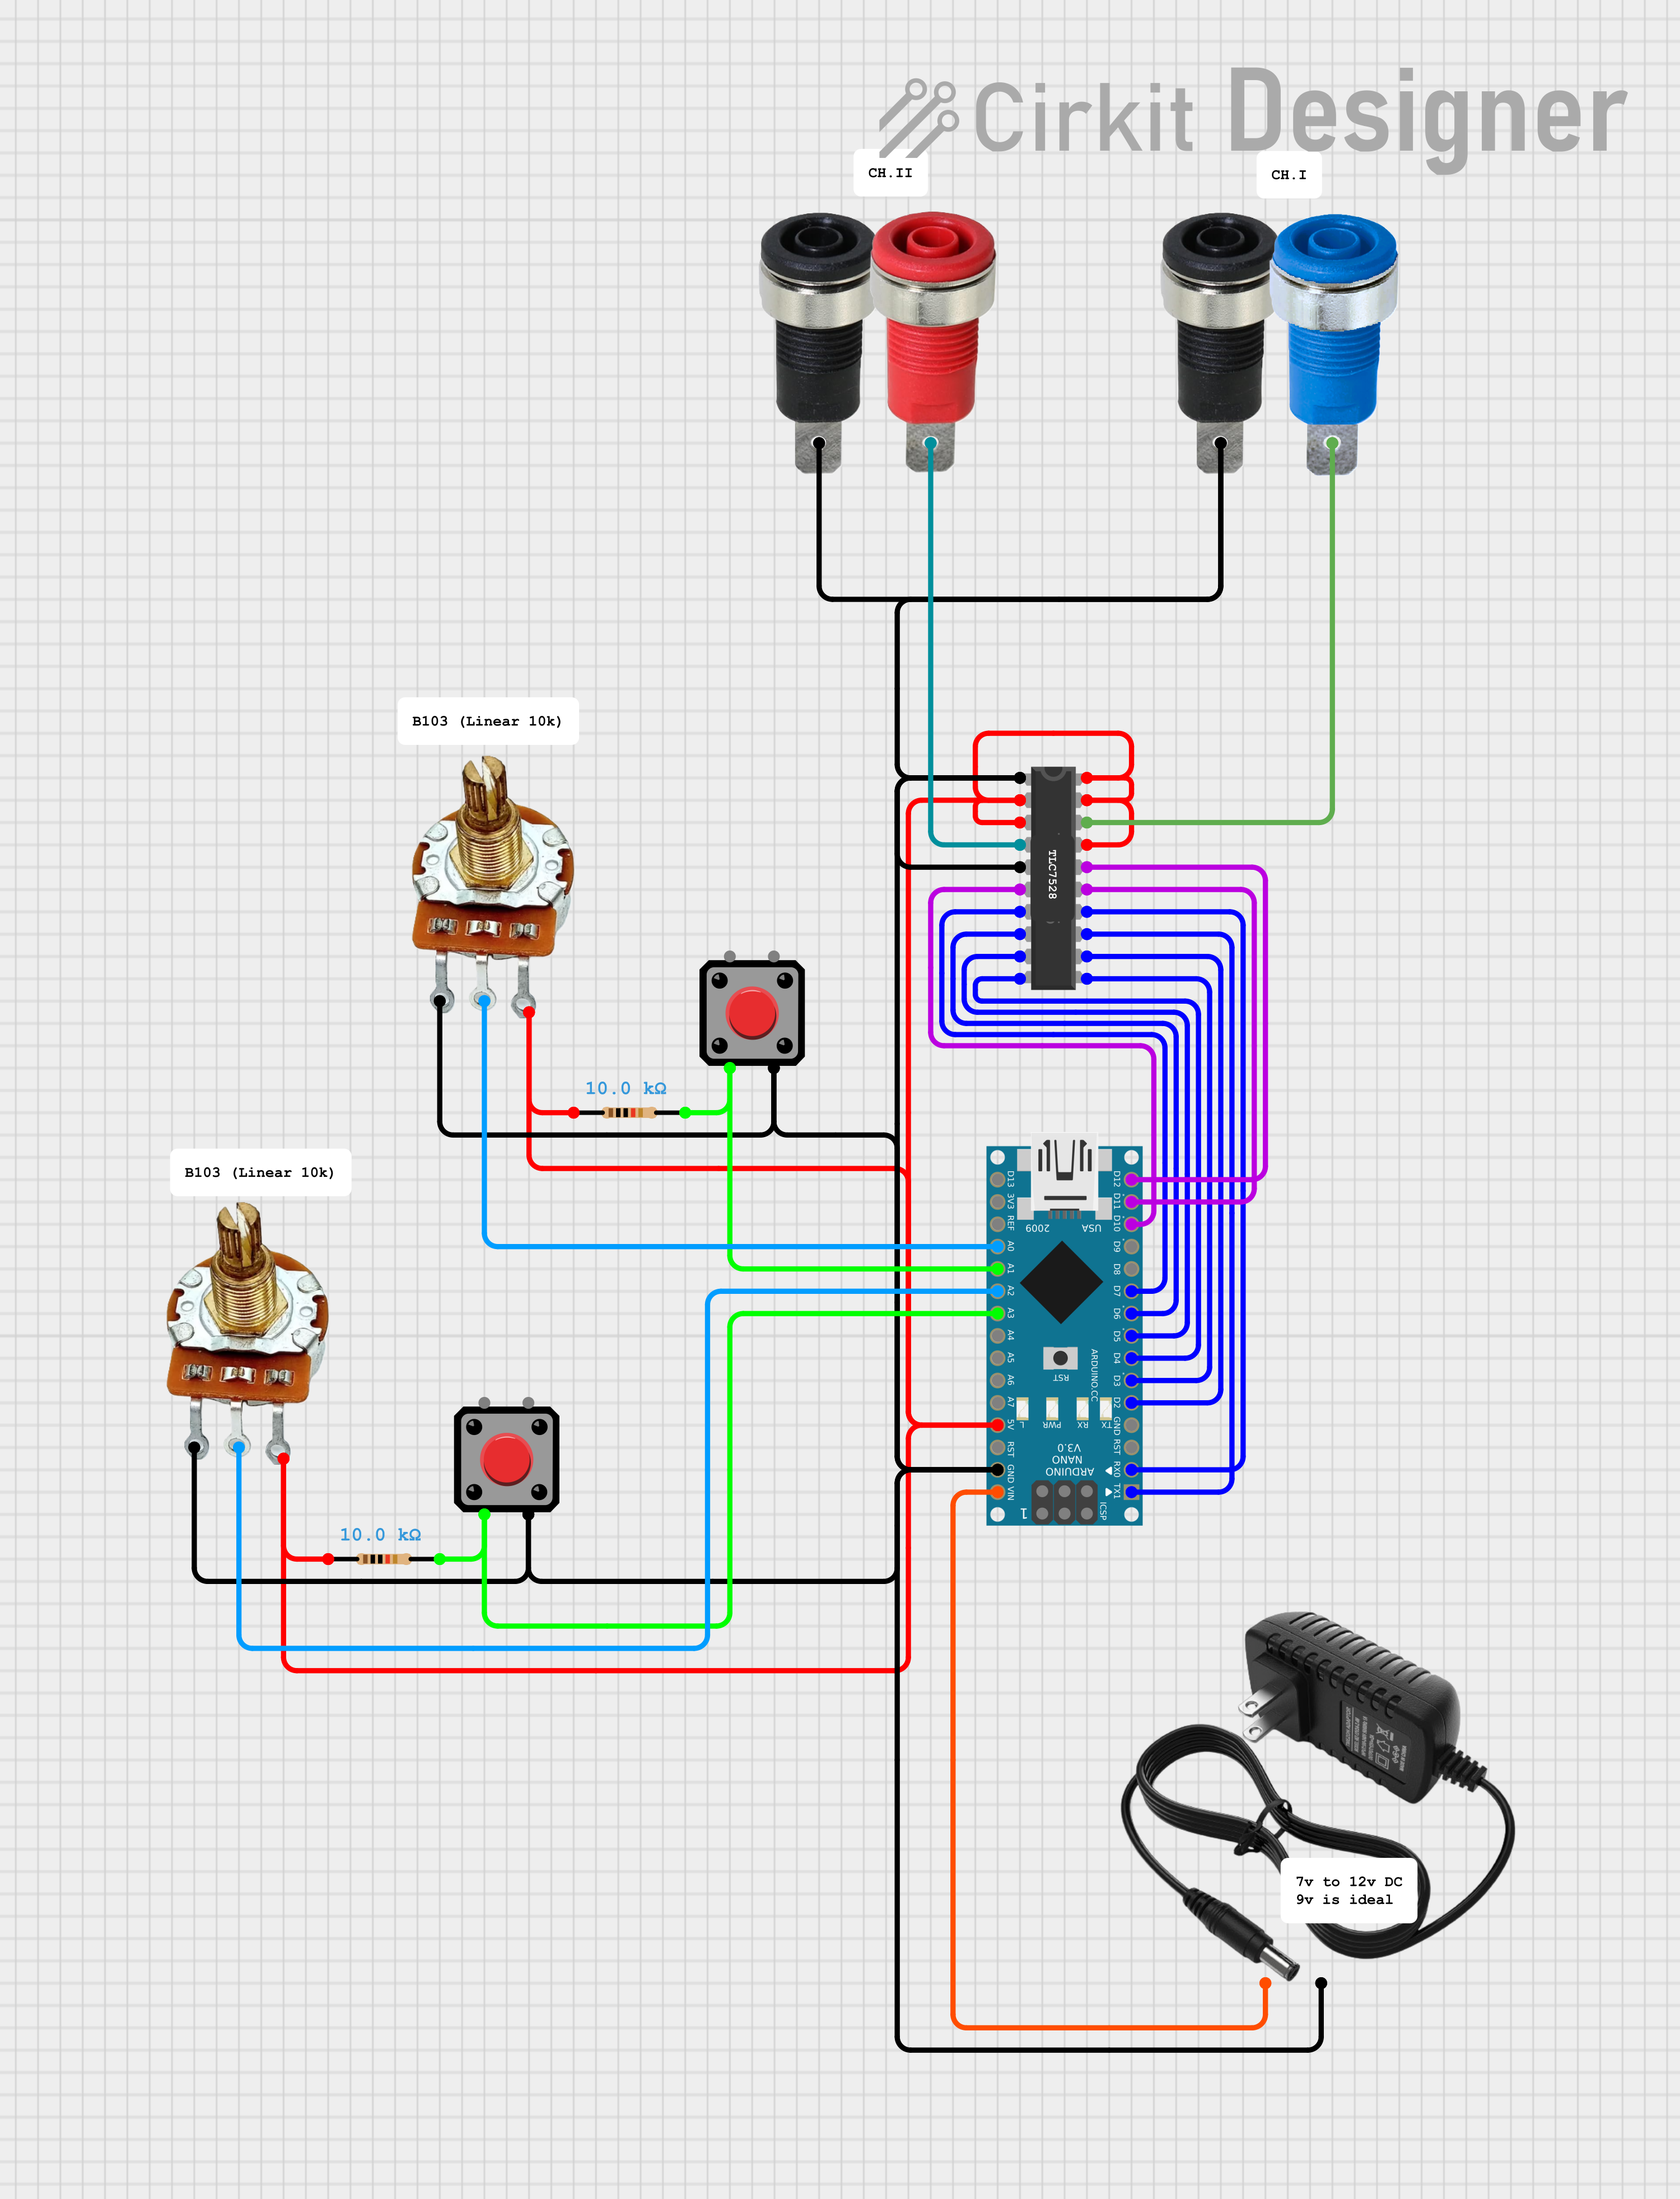 Cirkit Designer
CH.II
CH.I
B103 (Linear 10k)
TLC7528
10.0 kΩ
B103 (Linear 10k)
D13
3V3
REF
A0
A1
A2
A3
A4
A5
A6
A7
5V
RST
GND
VIN
D12
D11
D10
D9
D8
D7
D6
D5
D4
D3
D2
GND
RST
RX0
TX1
2009
USA
RST
ARDUINO.CC
L
PWR
RX
TX
ARDUINO
NANO
V3.0
ICSP
1
10.0 kΩ
7v to 12v DC
9v is ideal